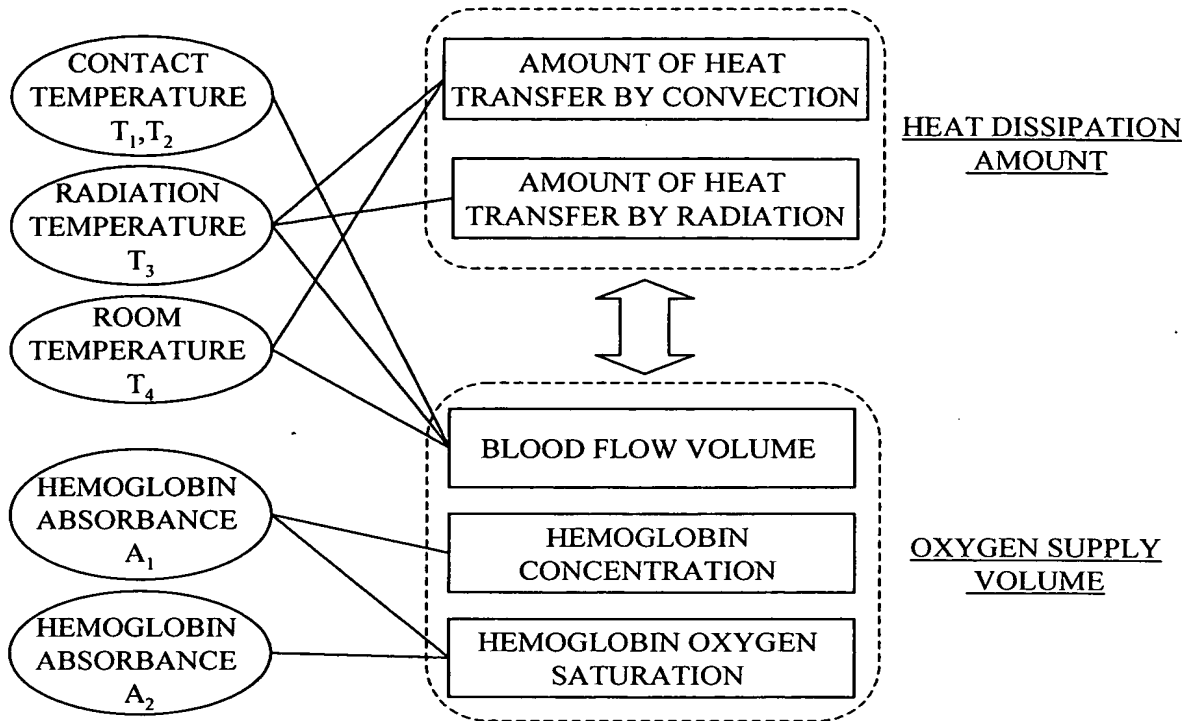 CONTACT
TEMPERATURE
T₁,T₂
RADIATION
TEMPERATURE
T₃
ROOM
TEMPERATURE
T₄
HEMOGLOBIN
ABSORBANCE
A₁
HEMOGLOBIN
ABSORBANCE
A₂
AMOUNT OF HEAT
TRANSFER BY CONVECTION
AMOUNT OF HEAT
TRANSFER BY RADIATION
HEAT DISSIPATION
AMOUNT
BLOOD FLOW VOLUME
HEMOGLOBIN
CONCENTRATION
HEMOGLOBIN OXYGEN
SATURATION
OXYGEN SUPPLY
VOLUME